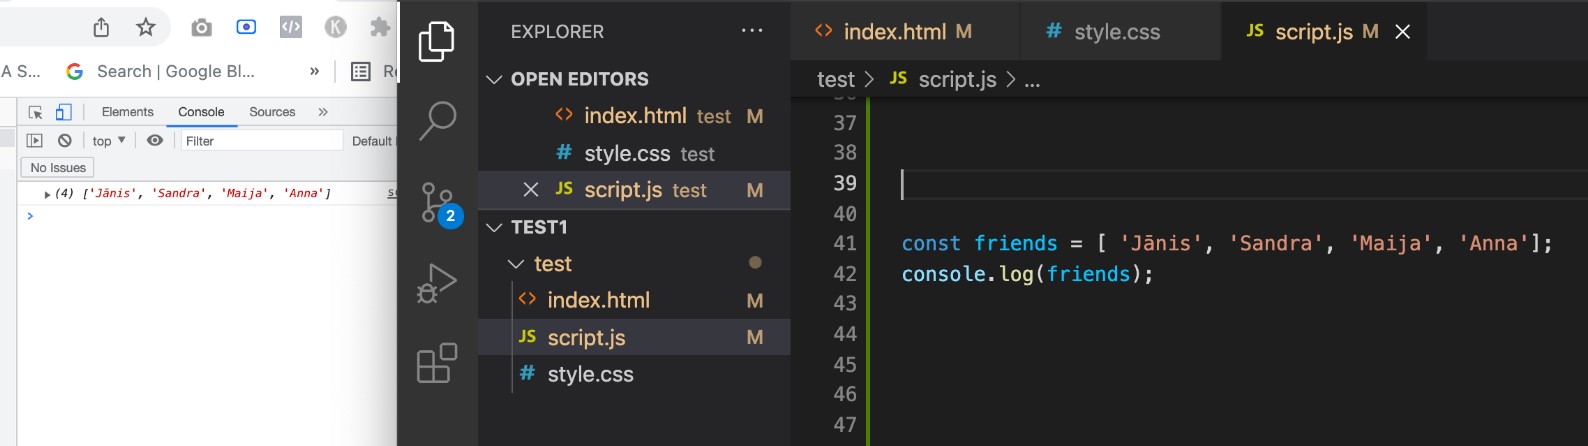 A S...
Search | Google Bl...
»
Elements
Console
Sources
»
top
Filter
Default
No Issues
(4) ['Jānis', 'Sandra', 'Maija', 'Anna']
>
K
EXPLORER
...
OPEN EDITORS
index.html test M
style.css test
JS script.js test M
2
TEST1
test
index.html M
JS script.js M
style.css
index.html M
# style.css
JS script.js M
test > JS script.js > ...
37
38
39
40
41 const friends = [ 'Jānis', 'Sandra', 'Maija', 'Anna'];
42 console.log(friends);
43
44
45
46
47